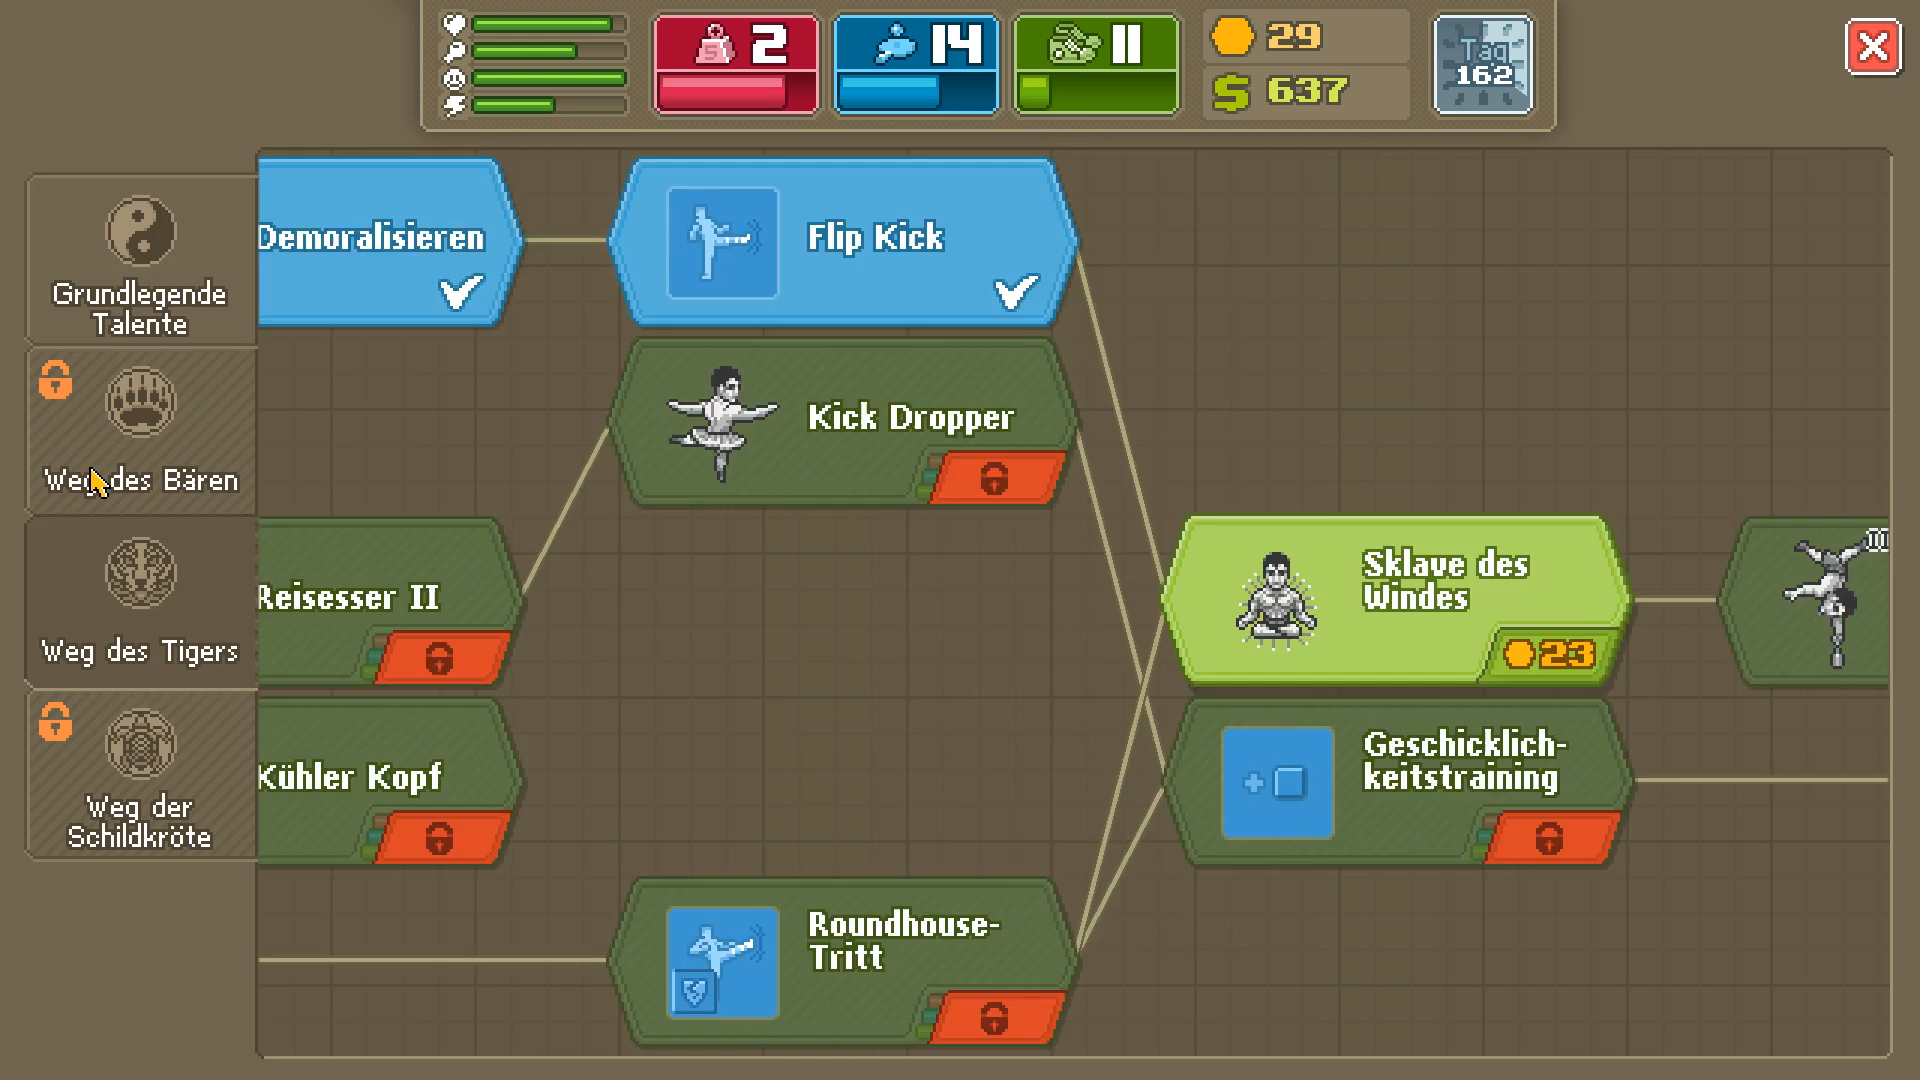 2
14
11
29
$ 637
Tag
162
Grundlegende
Talente
Weg des Bären
Weg des Tigers
Weg der
Schildkröte
Demoralisieren
Flip Kick
Kick Dropper
Reisesser II
Sklave des
Windes
23
Kühler Kopf
Geschicklich-
keitstraining
Roundhouse-
Tritt